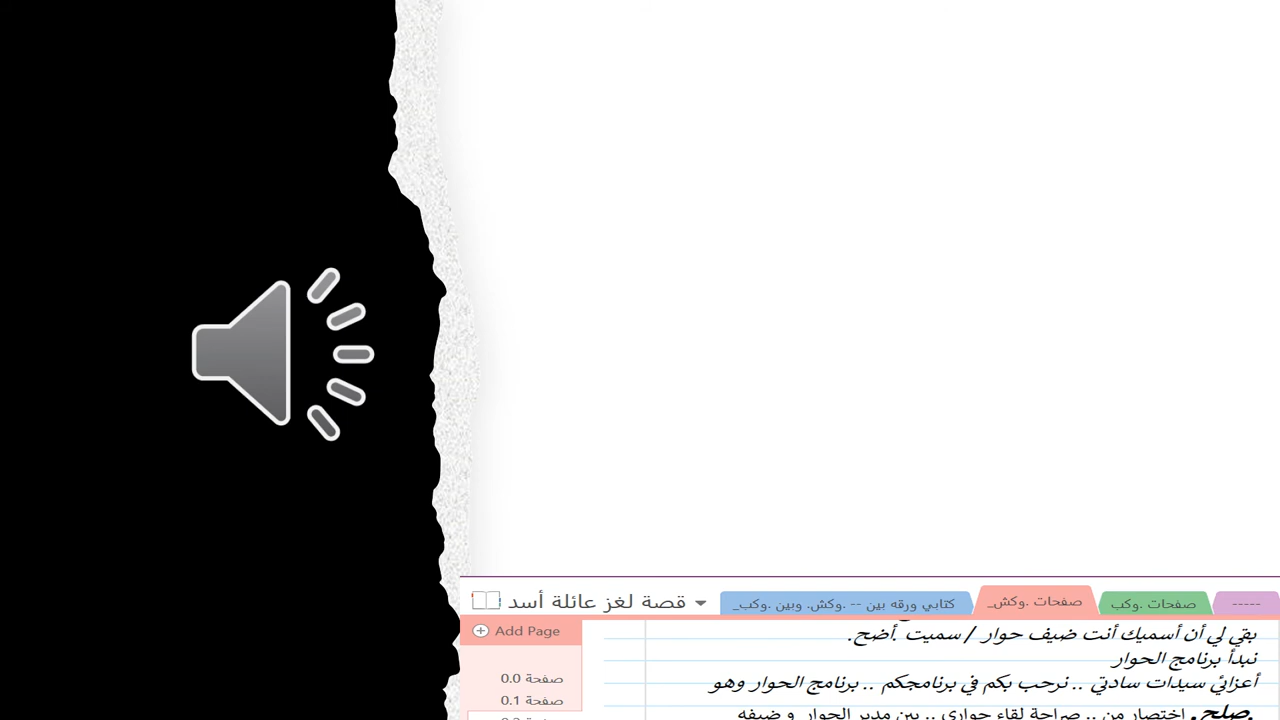 قصة لغز عائلة أسد
كتابي ورقه بين -- .وكش. وبين .وكب_
صفحات .وكش_
صفحات .وكب
-----
Add Page
صفحة 0.0
صفحة 0.1
بقي لي أن أسميك أنت ضيف حوار / سميت .أضح.
نبدأ برنامج الحوار
أعزائي سيدات سادتي .. نرحب بكم في برنامجكم .. برنامج الحوار وهو
.صلح. اختصار من .. صراحة لقاء حواري .. بين مدير الحوار و ضيفه